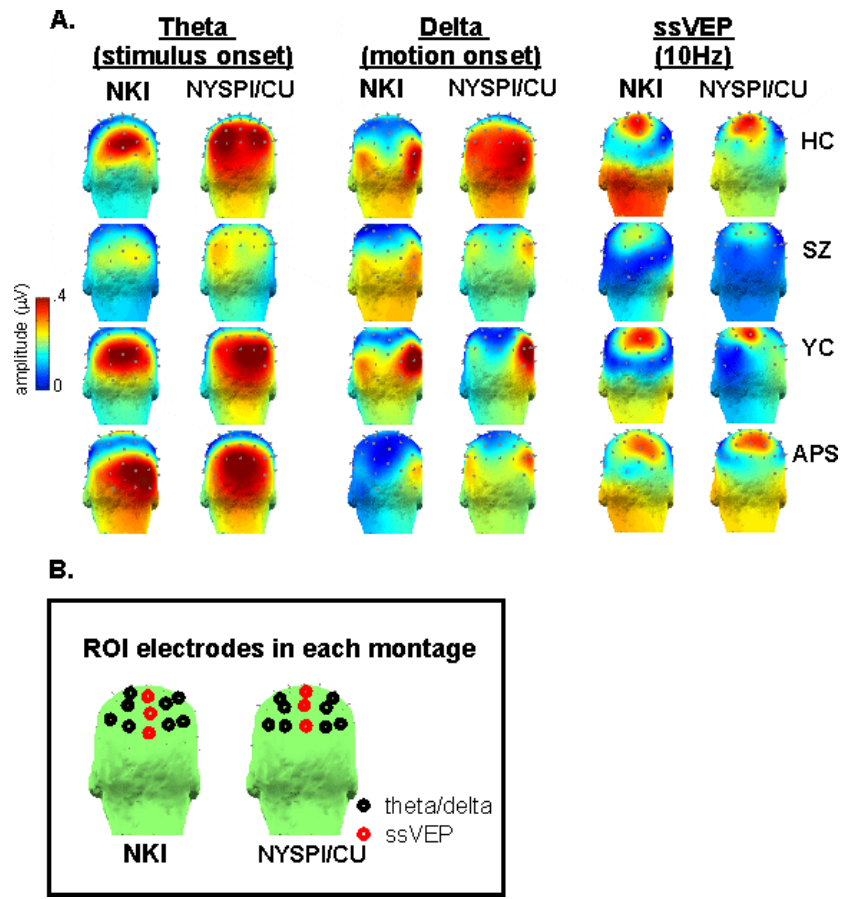 A.
Theta
(stimulus onset)
Delta
(motion onset)
ssVEP
(10Hz)
NKI
NYSPI/CU
NKI
NYSPI/CU
NKI
NYSPI/CU
HC
SZ
YC
APS
amplitude (µV)
.4
0
B.
ROI electrodes in each montage
theta/delta
ssVEP
NKI
NYSPI/CU